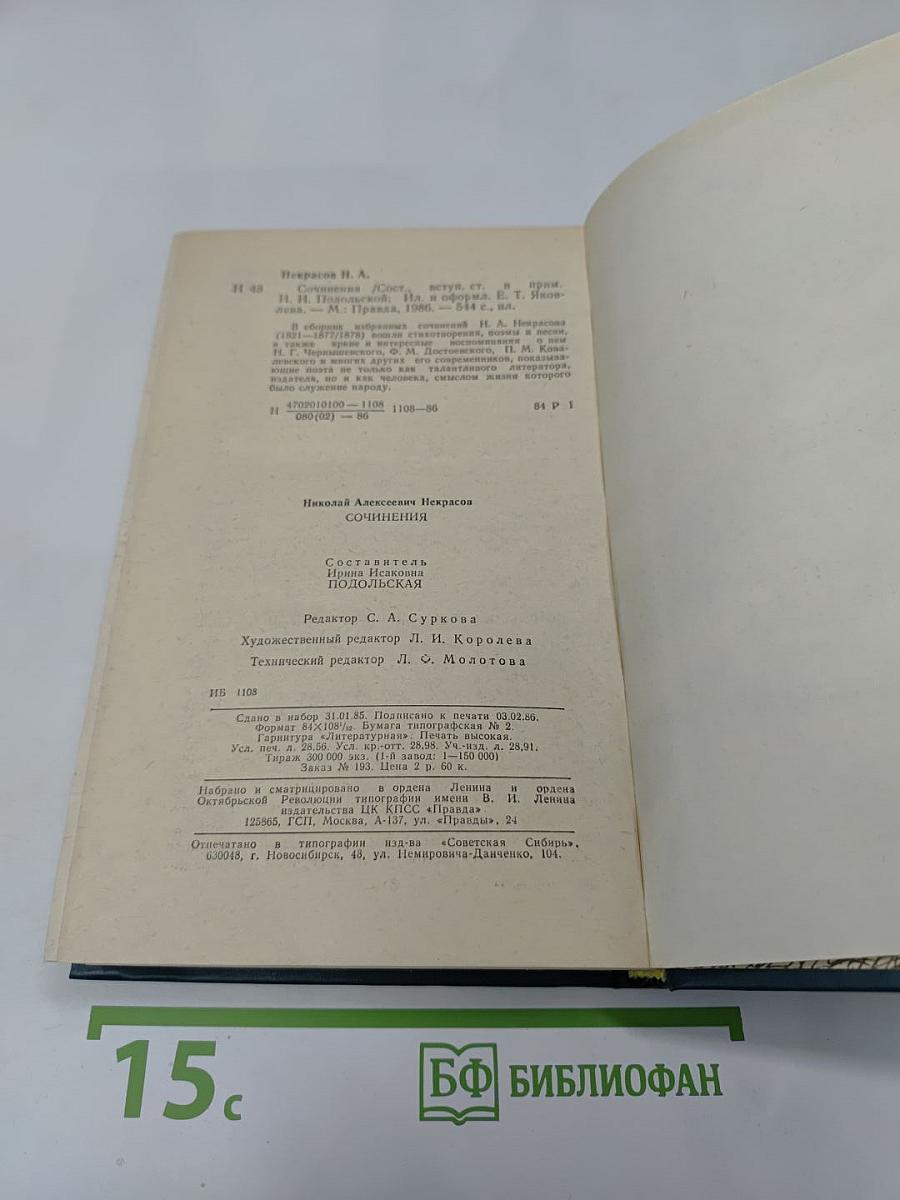 Некрасов Н. А.
Н 48 Сочинения /Сост., вступ. ст. и прим.
И. И. Подольской; Ил. и оформл. Е. Т. Яков-
лева. — М.: Правда, 1986. — 544 с., ил.
В сборник избранных сочинений Н. А. Некрасова
(1821—1877/1878) вошли стихотворения, поэмы и песни,
а также яркие и интересные воспоминания о нем
Н. Г. Чернышевского, Ф. М. Достоевского, П. М. Кова-
левского и многих других его современников, показываю-
ющие поэта не только как талантливого литератора,
издателя, но и как человека, смыслом жизни которого
было служение народу.
Н 4702010100—1108
080(02) — 86 1108—86 84 Р 1
Николай Алексеевич Некрасов
СОЧИНЕНИЯ
Составитель
Ирина Исаковна
ПОДОЛЬСКАЯ
Редактор С. А. Суркова
Художественный редактор Л. И. Королева
Технический редактор Л. Ф. Молотова
ИБ 1108
Сдано в набор 31.01.85. Подписано к печати 03.02.86.
Формат 84×108¹/₃₂. Бумага типографская № 2.
Гарнитура «Литературная». Печать высокая.
Усл. печ. л. 28,56. Усл. кр.-отт. 28,98. Уч.-изд. л. 28,91.
Тираж 300 000 экз. (1-й завод: 1—150 000)
Заказ № 193. Цена 2 р. 60 к.
Набрано и сматрицировано в ордена Ленина и ордена
Октябрьской Революции типографии имени В. И. Ленина
издательства ЦК КПСС «Правда».
125865, ГСП, Москва, А-137, ул. «Правды», 24
Отпечатано в типографии изд-ва «Советская Сибирь»,
630048, г. Новосибирск, 48, ул. Немировича-Данченко, 104.
15 с
БФ БИБЛИОФАН